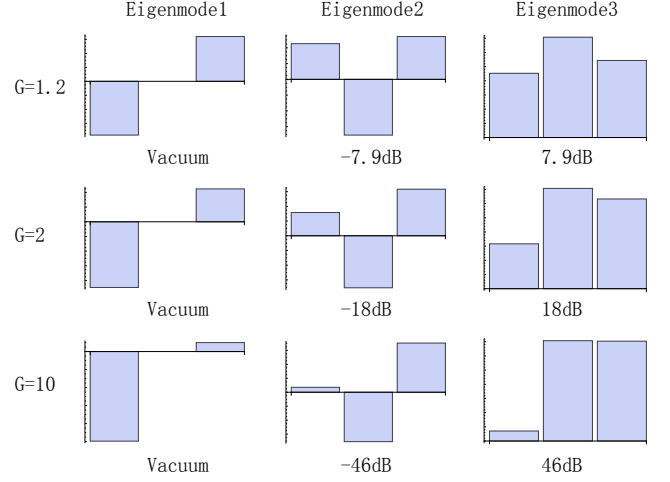 Eigenmode1 Eigenmode2 Eigenmode3
G=1.2
Vacuum −7.9dB 7.9dB
G=2
Vacuum −18dB 18dB
G=10
Vacuum −46dB 46dB